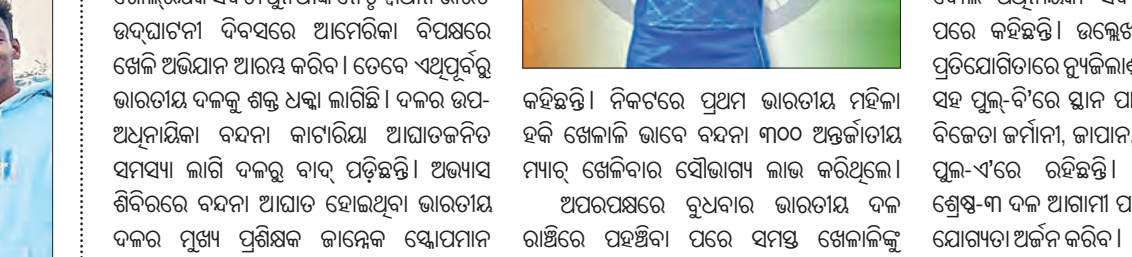 ଉଦ୍‌ଘାଟନୀ ଦିବସରେ ଆମେରିକା ବିପକ୍ଷରେ
ଖେଳି ଅଭିଯାନ ଆରମ୍ଭ କରିବ। ତେବେ ଏଥିପୂର୍ବରୁ
ଭାରତୀୟ ଦଳକୁ ଶକ୍ତ ଧକ୍କା ଲାଗିଛି। ଦଳର ଉପ-
ଅଧିନାୟିକା ବନ୍ଦନା କାଟାରିୟା ଆଘାତଜନିତ
ସମସ୍ୟା ଲାଗି ଦଳରୁ ବାଦ୍ ପଡ଼ିଛନ୍ତି। ଅଭ୍ୟାସ
ଶିବିରରେ ବନ୍ଦନା ଆଘାତ ହୋଇଥିବା ଭାରତୀୟ
ଦଳର ମୁଖ୍ୟ ପ୍ରଶିକ୍ଷକ ଜାନ୍ନେକ ସ୍କୋପମାନ
କହିଛନ୍ତି। ନିକଟରେ ପ୍ରଥମ ଭାରତୀୟ ମହିଳା
ହକି ଖେଳାଳି ଭାବେ ବନ୍ଦନା ୩୦୦ ଅନ୍ତର୍ଜାତୀୟ
ମ୍ୟାଚ୍ ଖେଳିବାର ସୌଭାଗ୍ୟ ଲାଭ କରିଥିଲେ।
ଅପରପକ୍ଷରେ ବୁଧବାର ଭାରତୀୟ ଦଳ
ରାଞ୍ଚିରେ ପହଞ୍ଚିବା ପରେ ସମସ୍ତ ଖେଳାଳିଙ୍କୁ
ପରେ କହିଛନ୍ତି।
ପ୍ରତିଯୋଗିତାରେ
ସହ ପୁଲ୍-ବି'ରେ ସ୍ଥାନ
ବିଜେତା ଜର୍ମାନୀ, ଜାପାନ
ପୁଲ-ଏ'ରେ ରହିଛନ୍ତି।
ଶ୍ରେଷ୍ଠ-୩ ଦଳ ଆଗାମୀ
ଯୋଗ୍ୟତା ଅର୍ଜନ କରିବ।